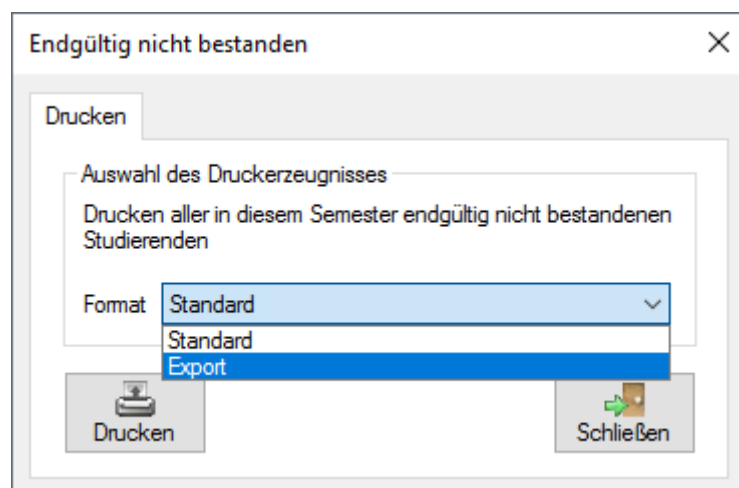 Endgültig nicht bestanden
Drucken
Auswahl des Druckerzeugnisses
Drucken aller in diesem Semester endgültig nicht bestandenen
Studierenden
Format Standard
Standard
Export
Drucken Schließen